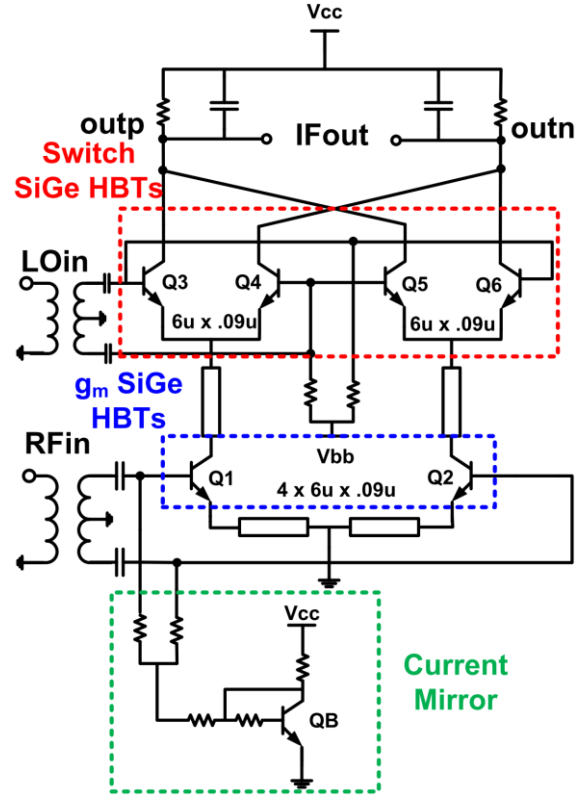 Vcc
outp
IFout
outn
Switch
SiGe HBTs
LOin
Q3
Q4
Q5
Q6
6u x .09u
6u x .09u
gm SiGe
HBTs
Vbb
RFin
Q1
Q2
4 x 6u x .09u
Vcc
Current
Mirror
QB